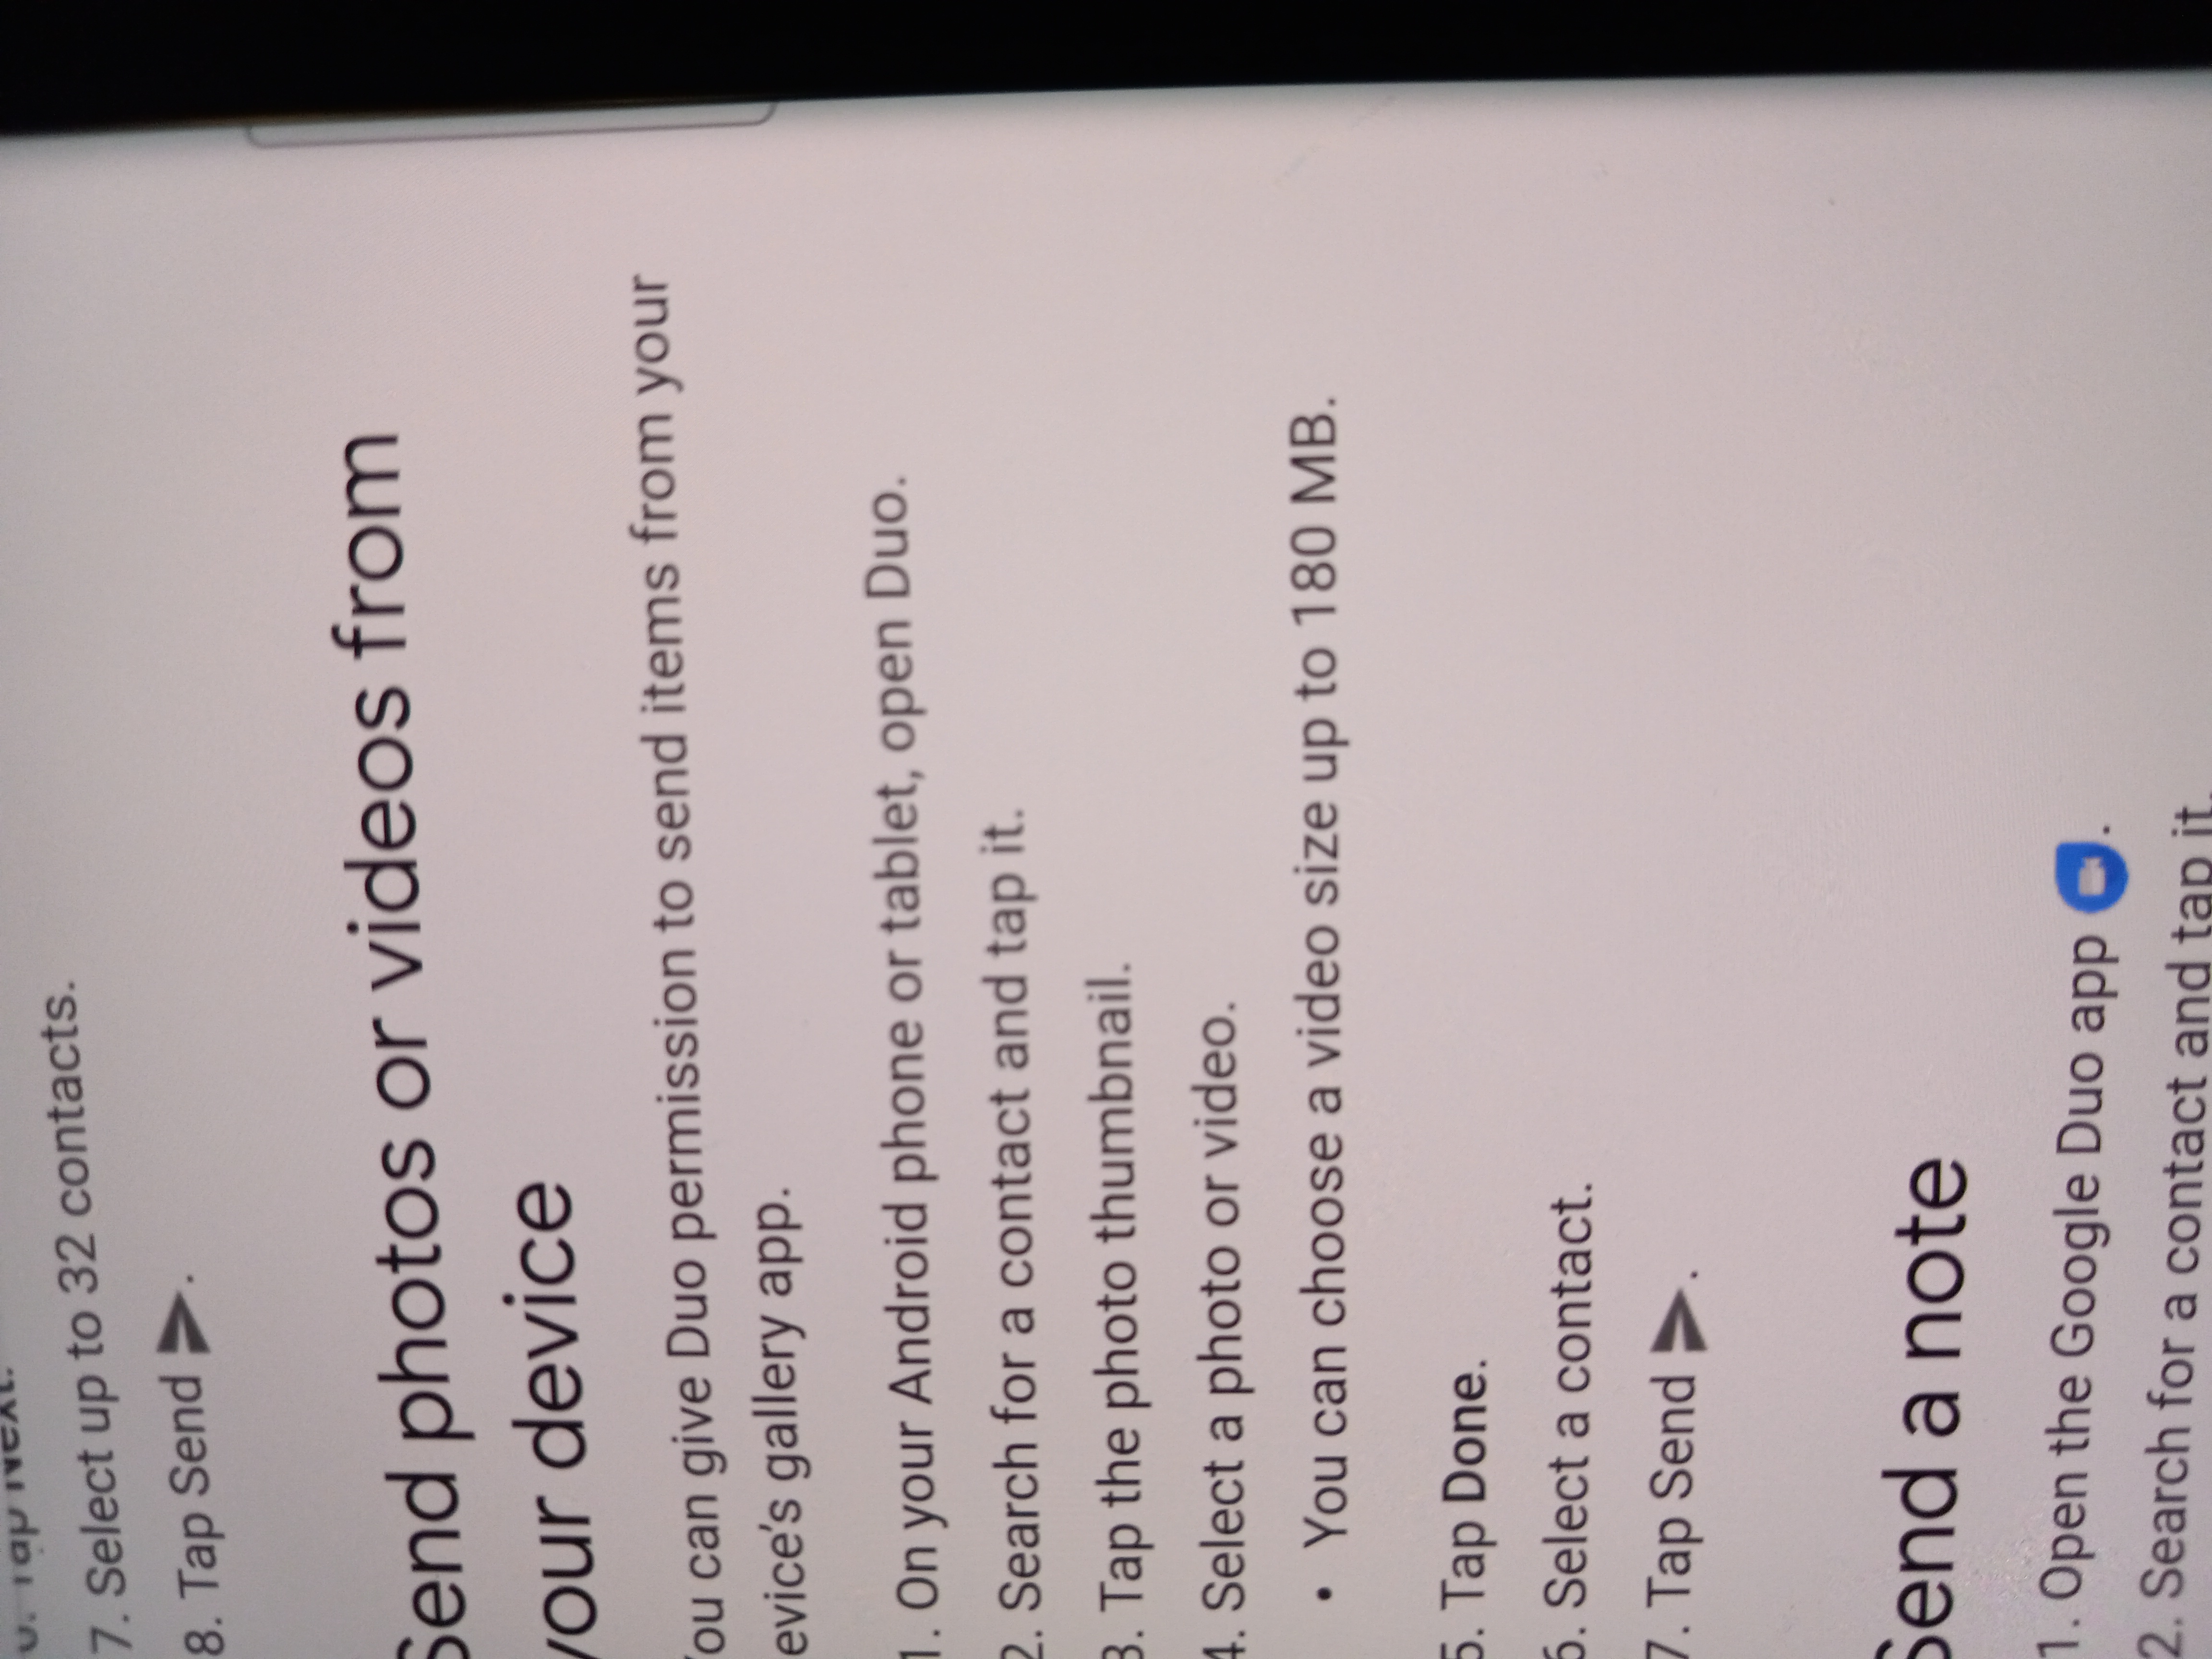 6. Tap Next.
7. Select up to 32 contacts.
8. Tap Send .
Send photos or videos from
your device
You can give Duo permission to send items from your
evice's gallery app.
1. On your Android phone or tablet, open Duo.
2. Search for a contact and tap it.
3. Tap the photo thumbnail.
4. Select a photo or video.
• You can choose a video size up to 180 MB.
5. Tap Done.
6. Select a contact.
7. Tap Send .
Send a note
1. Open the Google Duo app .
2. Search for a contact and tap it.